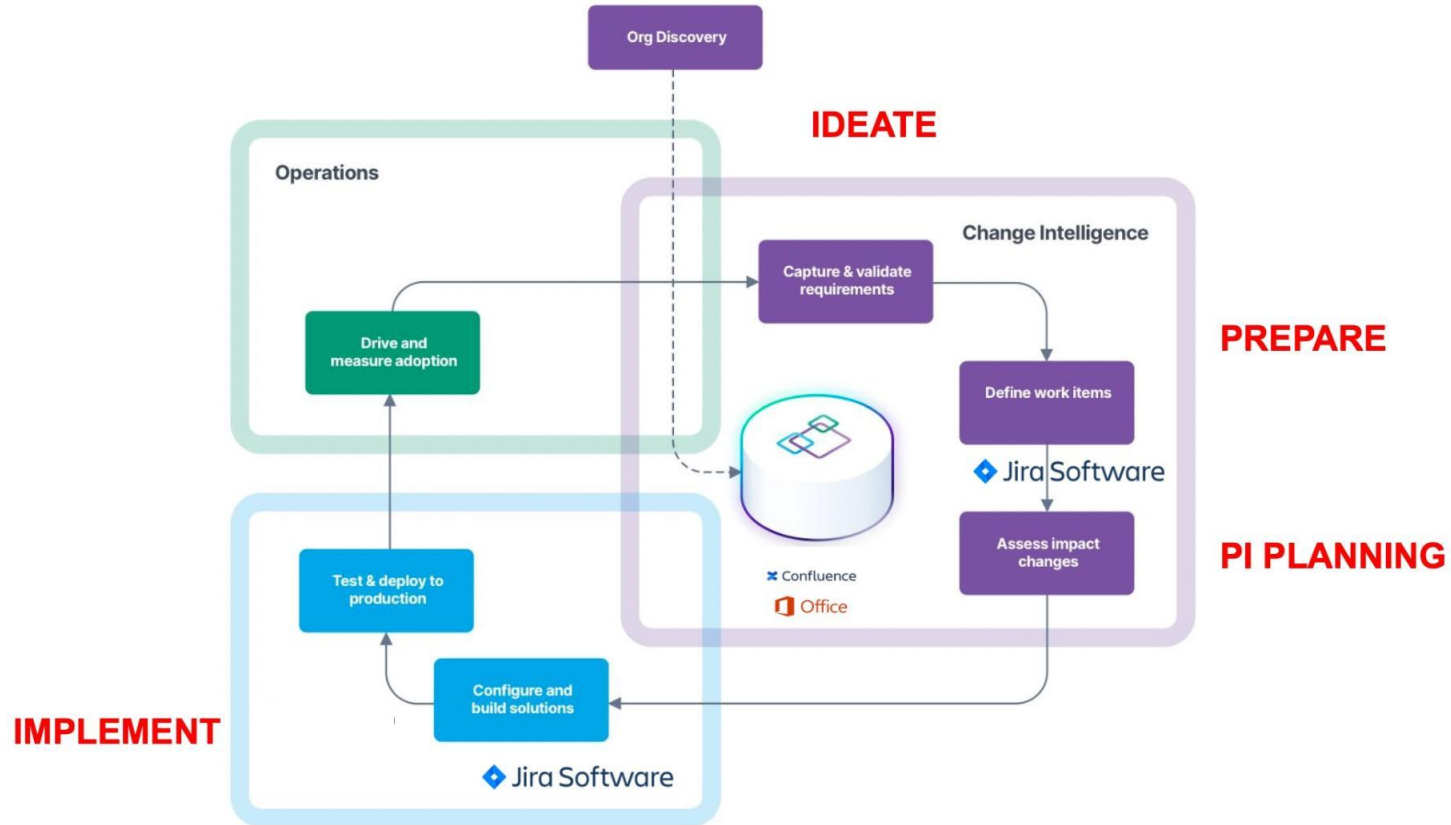 Org Discovery
IDEATE
Operations
Change Intelligence
Capture & validate
requirements
Drive and
measure adoption
PREPARE
Define work items
Jira Software
Assess impact
changes
PI PLANNING
Confluence
Office
Test & deploy to
production
Configure and
build solutions
IMPLEMENT
Jira Software